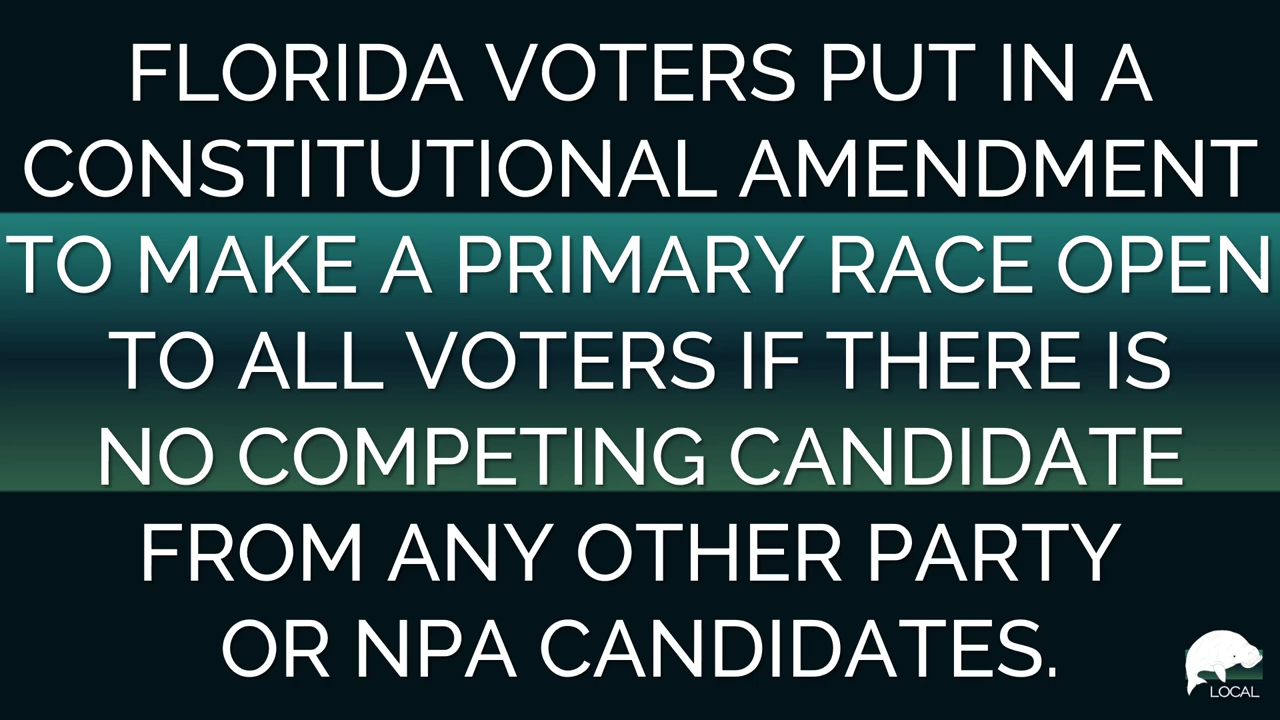 FLORIDA VOTERS PUT IN A
CONSTITUTIONAL AMENDMENT
TO MAKE A PRIMARY RACE OPEN
TO ALL VOTERS IF THERE IS
NO COMPETING CANDIDATE
FROM ANY OTHER PARTY
OR NPA CANDIDATES.
LOCAL